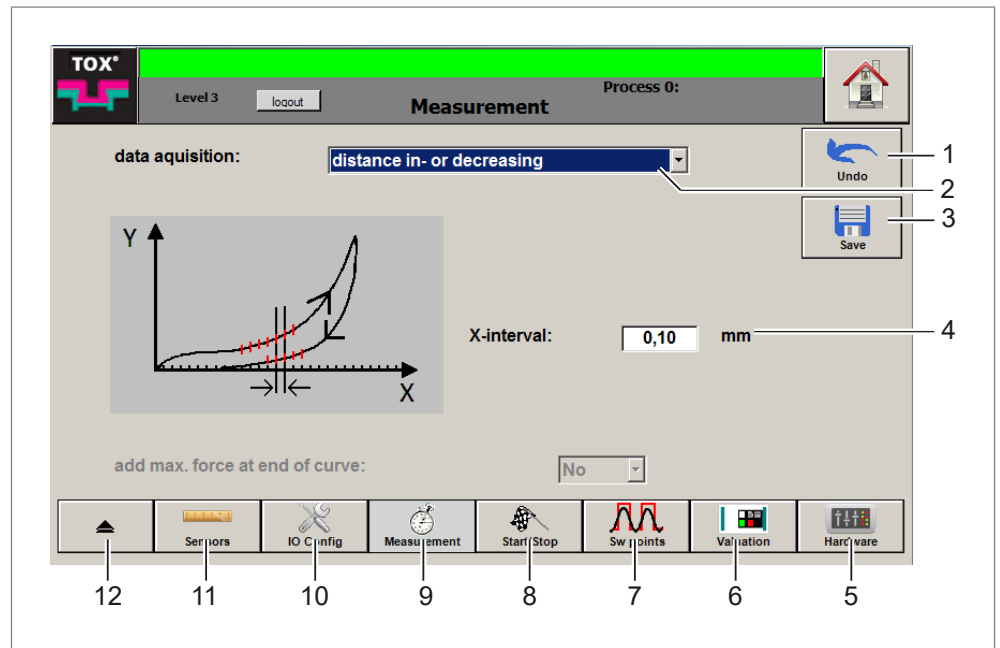 TOX®
Level 3 logout Measurement Process 0:
data aquisition: distance in- or decreasing
Undo 1
2
Save 3
Y
X-interval: 0,10 mm 4
X
add max. force at end of curve: No
Sensors IO Config Measurement Start/Stop Sw points Valuation Hardware
12 11 10 9 8 7 6 5